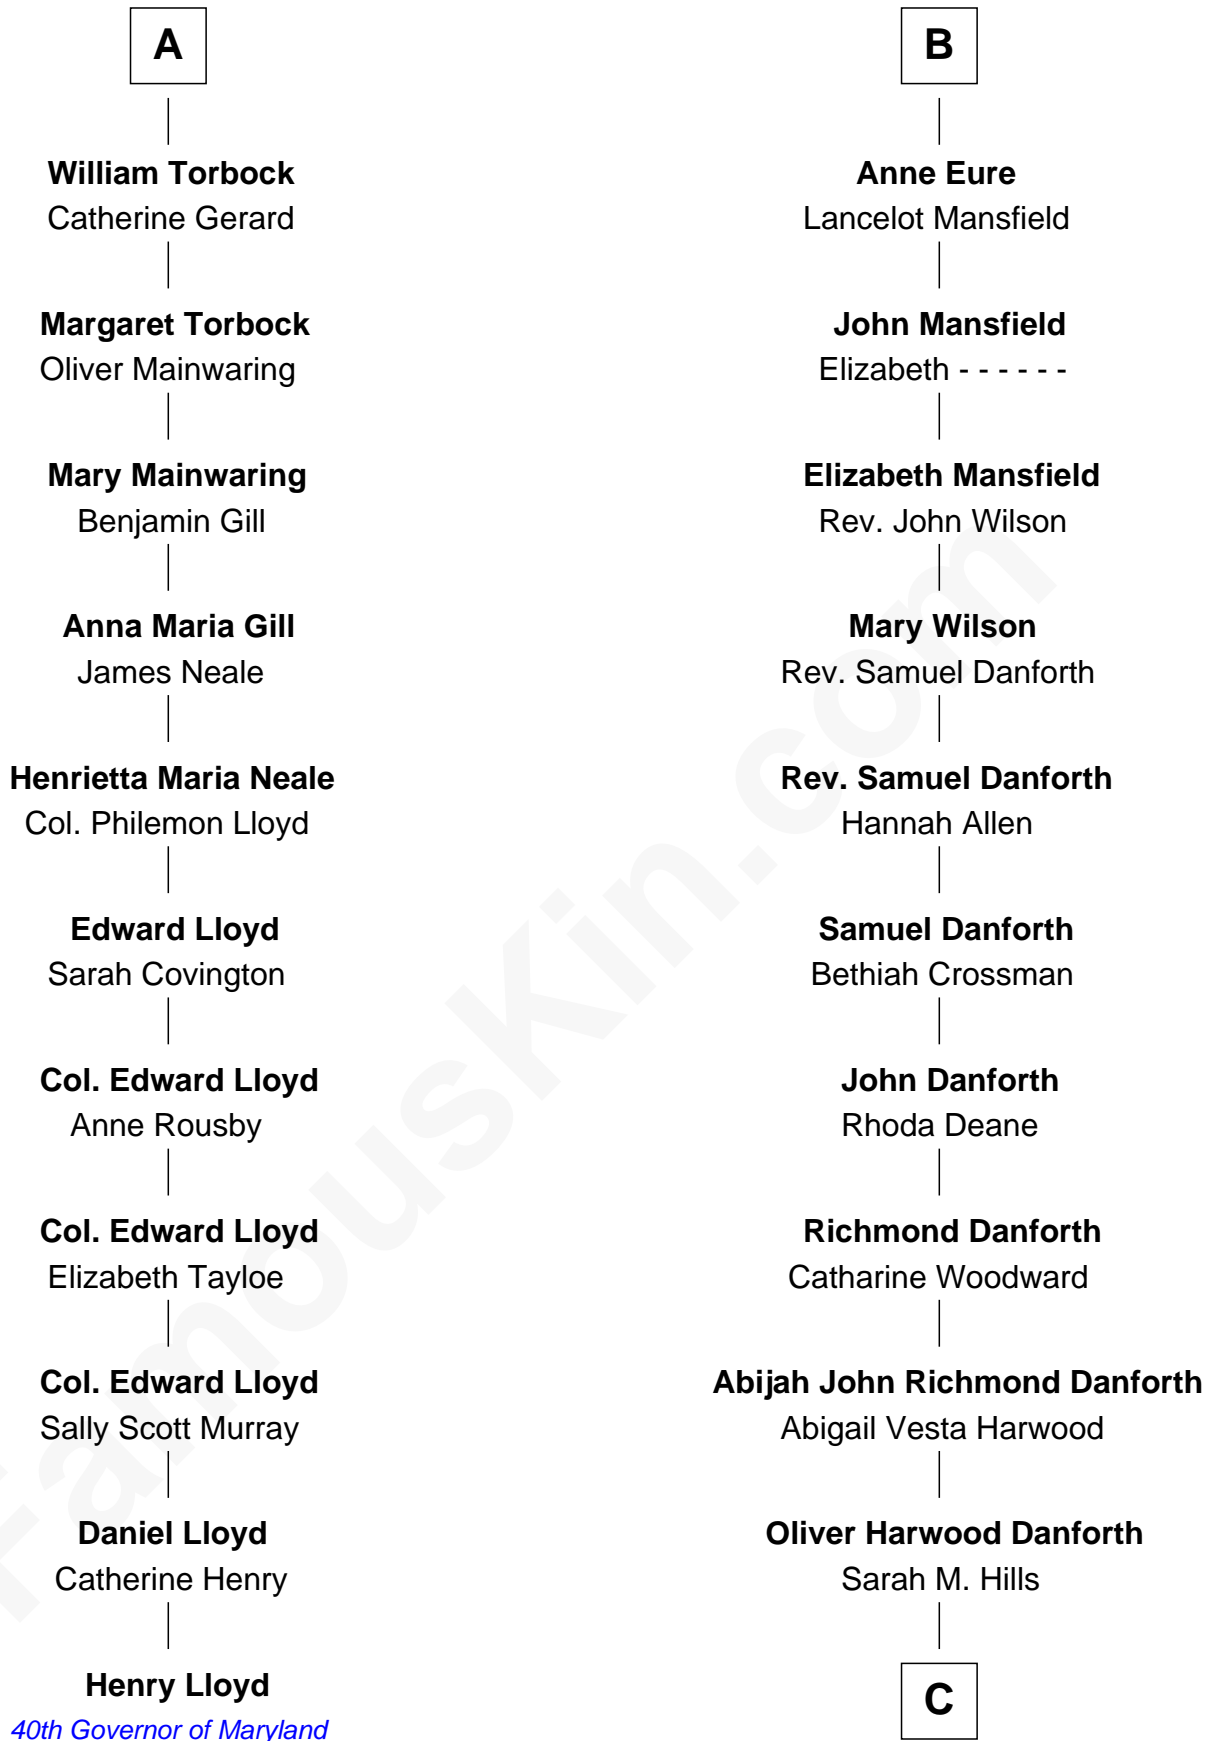 A
William Torbock
Catherine Gerard
Margaret Torbock
Oliver Mainwaring
Mary Mainwaring
Benjamin Gill
Anna Maria Gill
James Neale
Henrietta Maria Neale
Col. Philemon Lloyd
Edward Lloyd
Sarah Covington
Col. Edward Lloyd
Anne Rousby
Col. Edward Lloyd
Elizabeth Tayloe
Col. Edward Lloyd
Sally Scott Murray
Daniel Lloyd
Catherine Henry
Henry Lloyd
40th Governor of Maryland
B
Anne Eure
Lancelot Mansfield
John Mansfield
Elizabeth - - - - - -
Elizabeth Mansfield
Rev. John Wilson
Mary Wilson
Rev. Samuel Danforth
Rev. Samuel Danforth
Hannah Allen
Samuel Danforth
Bethiah Crossman
John Danforth
Rhoda Deane
Richmond Danforth
Catharine Woodward
Abijah John Richmond Danforth
Abigail Vesta Harwood
Oliver Harwood Danforth
Sarah M. Hills
C
FamousKin.com